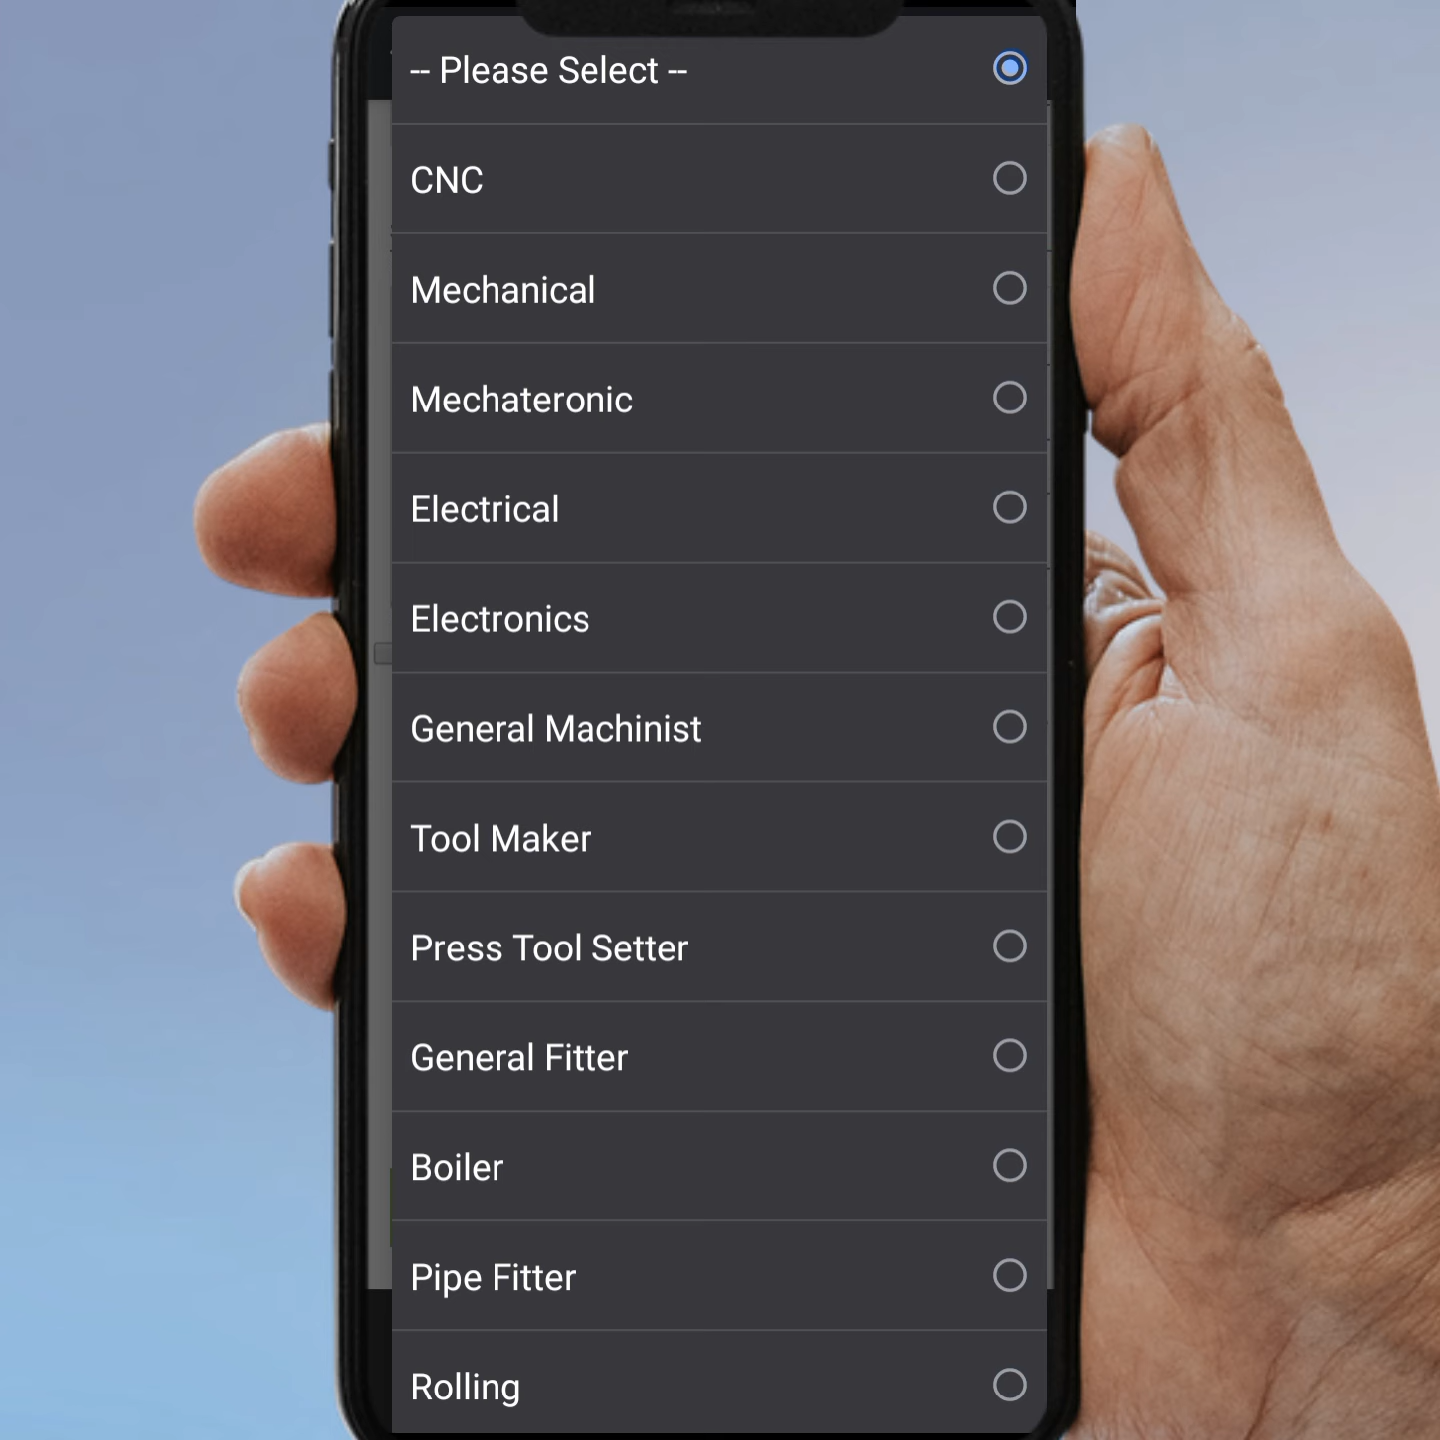 -- Please Select --
CNC
Mechanical
Mechateronic
Electrical
Electronics
General Machinist
Tool Maker
Press Tool Setter
General Fitter
Boiler
Pipe Fitter
Rolling